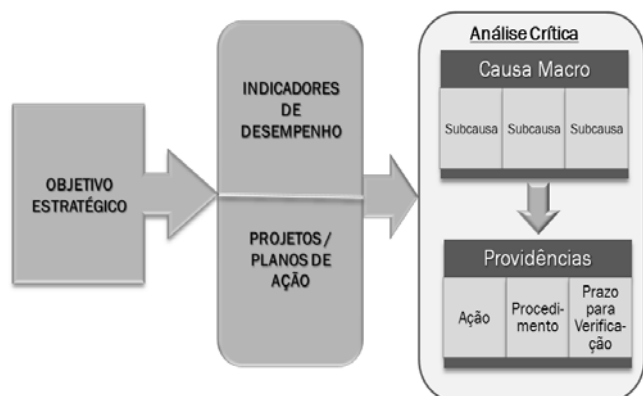 OBJETIVO
ESTRATÉGICO
INDICADORES
DE
DESEMPENHO
PROJETOS /
PLANOS DE
AÇÃO
Análise Crítica
Causa Macro
Subcausa Subcausa Subcausa
Providências
Ação
Procedi-
mento
Prazo
para
Verifica-
ção